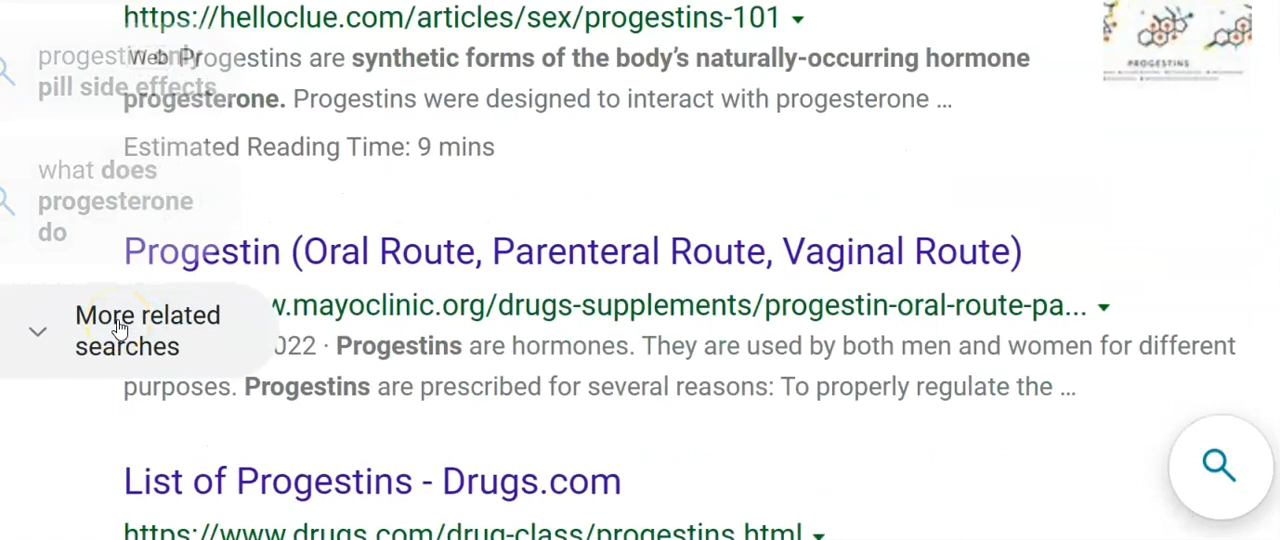 https://helloclue.com/articles/sex/progestins-101
progestin only
pill side effects
Web Progestins are synthetic forms of the body's naturally-occurring hormone
progesterone. Progestins were designed to interact with progesterone ...
Estimated Reading Time: 9 mins
PROGESTINS
what does
progesterone
do
Progestin (Oral Route, Parenteral Route, Vaginal Route)
More related
searches
w.mayoclinic.org/drugs-supplements/progestin-oral-route-pa...
022 · Progestins are hormones. They are used by both men and women for different
purposes. Progestins are prescribed for several reasons: To properly regulate the ...
List of Progestins - Drugs.com
https://www.drugs.com/drug-class/progestins.html